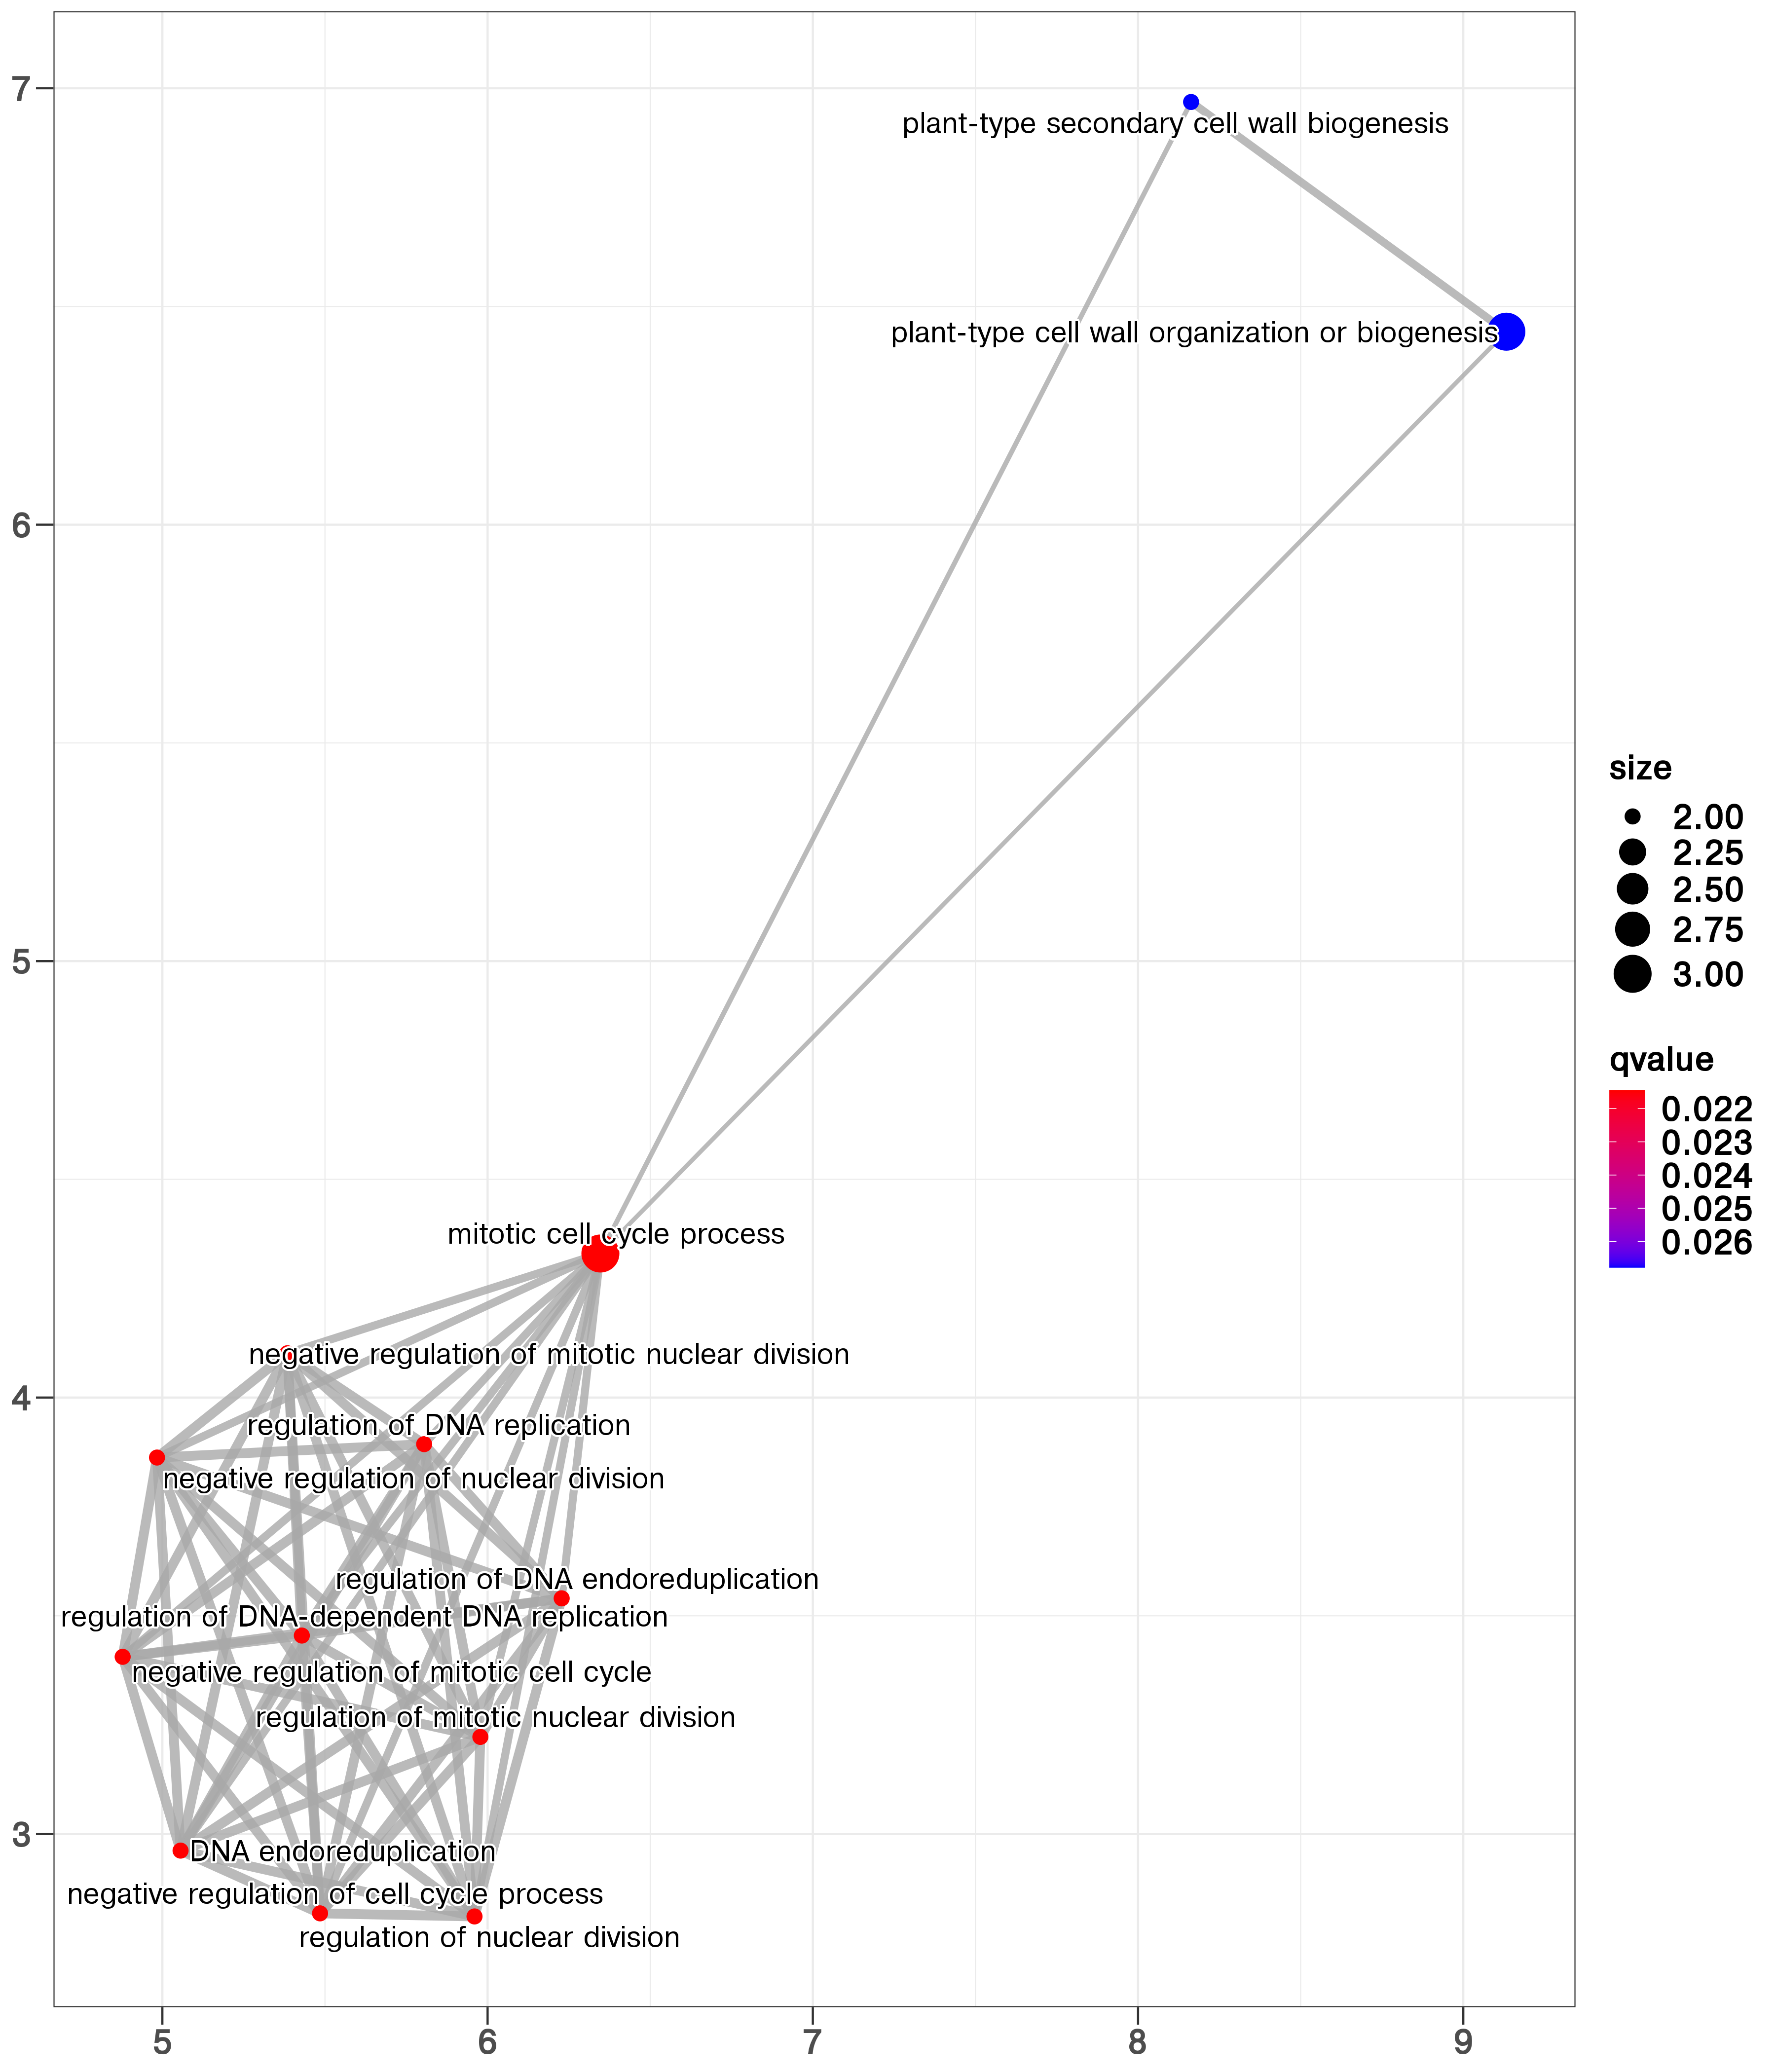 7
plant-type secondary cell wall biogenesis
plant-type cell wall organization or biogenesis
6
5
mitotic cell cycle process
negative regulation of mitotic nuclear division
4
regulation of DNA replication
negative regulation of nuclear division
regulation of DNA endoreduplication
regulation of DNA-dependent DNA replication
negative regulation of mitotic cell cycle
regulation of mitotic nuclear division
3
DNA endoreduplication
negative regulation of cell cycle process
regulation of nuclear division
5 6 7 8 9
size
2.00
2.25
2.50
2.75
3.00
qvalue
0.022
0.023
0.024
0.025
0.026